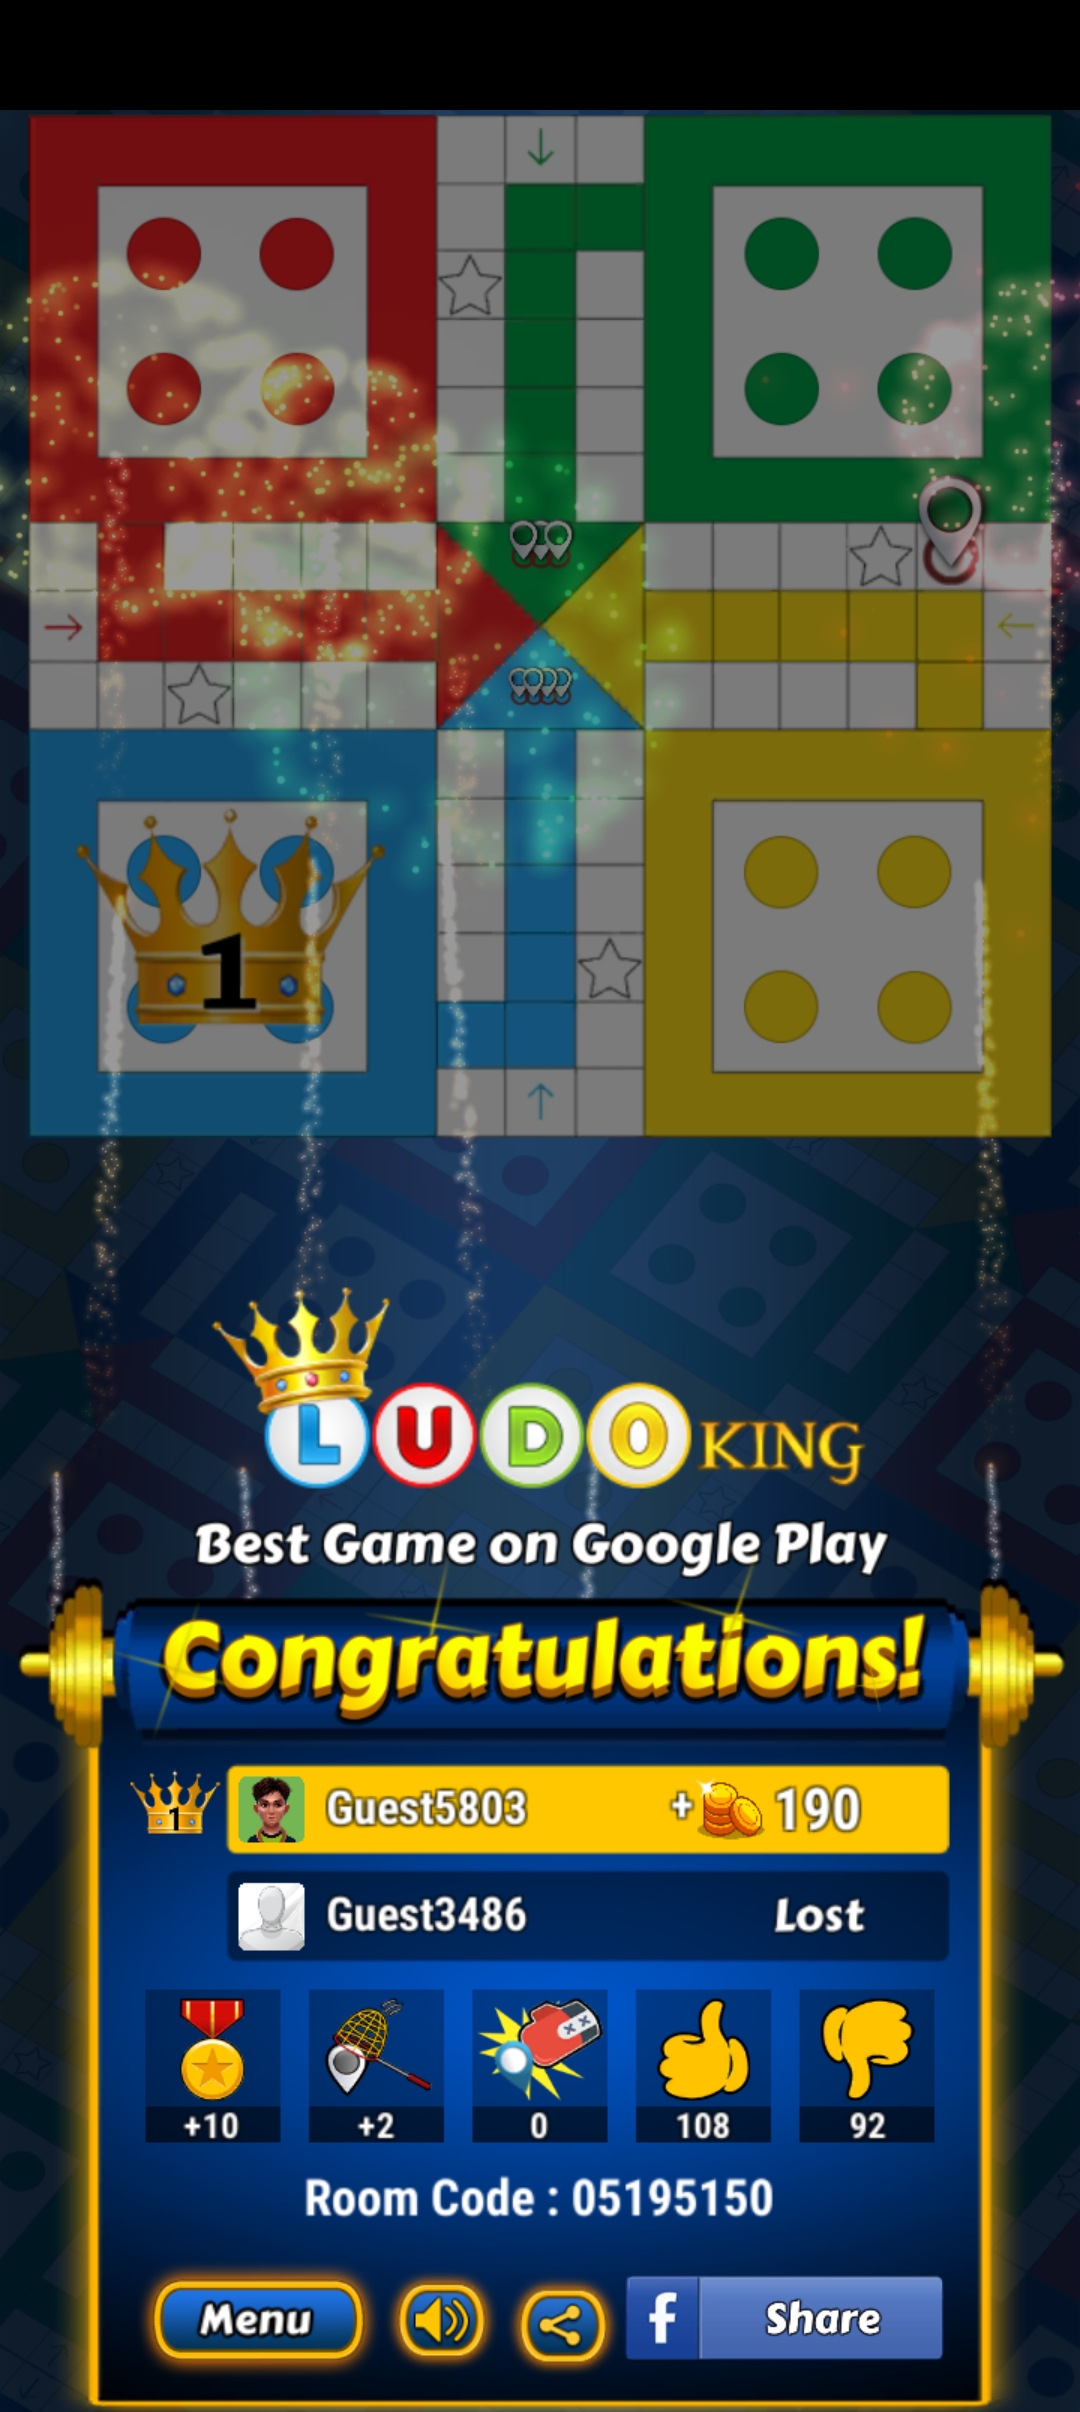 1
LUDO KING
Best Game on Google Play
Congratulations!
1 Guest5803 + 190
Guest3486 Lost
+10 +2 0 108 92
Room Code : 05195150
Menu f Share